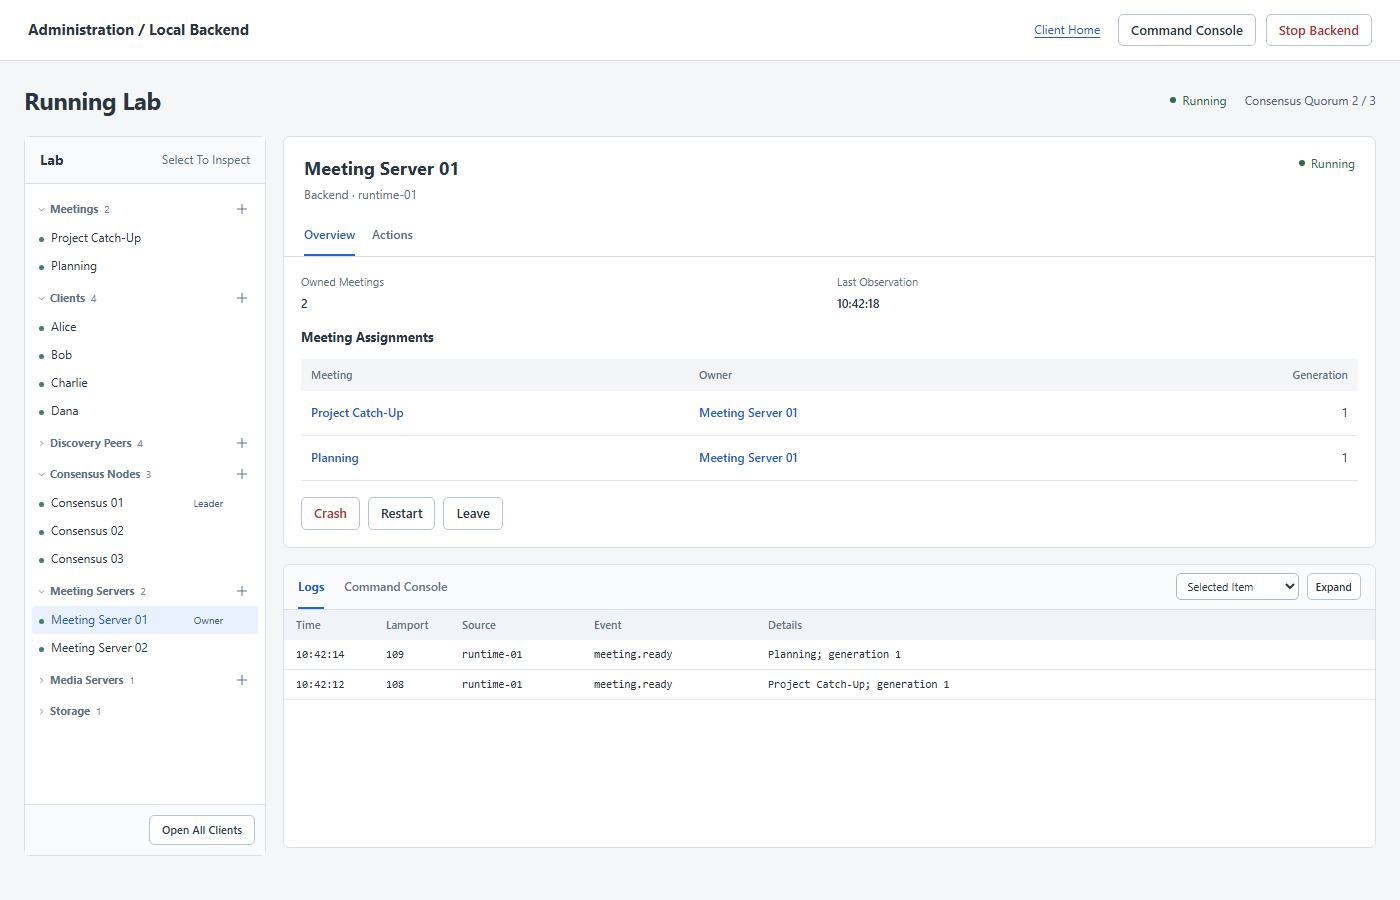 Administration / Local Backend
Client Home
Command Console
Stop Backend
Running Lab
Running
Consensus Quorum 2 / 3
Lab
Select To Inspect
Meetings 2
Project Catch-Up
Planning
Clients 4
Alice
Bob
Charlie
Dana
Discovery Peers 4
Consensus Nodes 3
Consensus 01 Leader
Consensus 02
Consensus 03
Meeting Servers 2
Meeting Server 01 Owner
Meeting Server 02
Media Servers 1
Storage 1
Open All Clients
Meeting Server 01
Running
Backend · runtime-01
Overview Actions
Owned Meetings Last Observation
2 10:42:18
Meeting Assignments
Meeting Owner Generation
Project Catch-Up Meeting Server 01 1
Planning Meeting Server 01 1
Crash Restart Leave
Logs Command Console Selected Item Expand
Time Lamport Source Event Details
10:42:14 109 runtime-01 meeting.ready Planning; generation 1
10:42:12 108 runtime-01 meeting.ready Project Catch-Up; generation 1